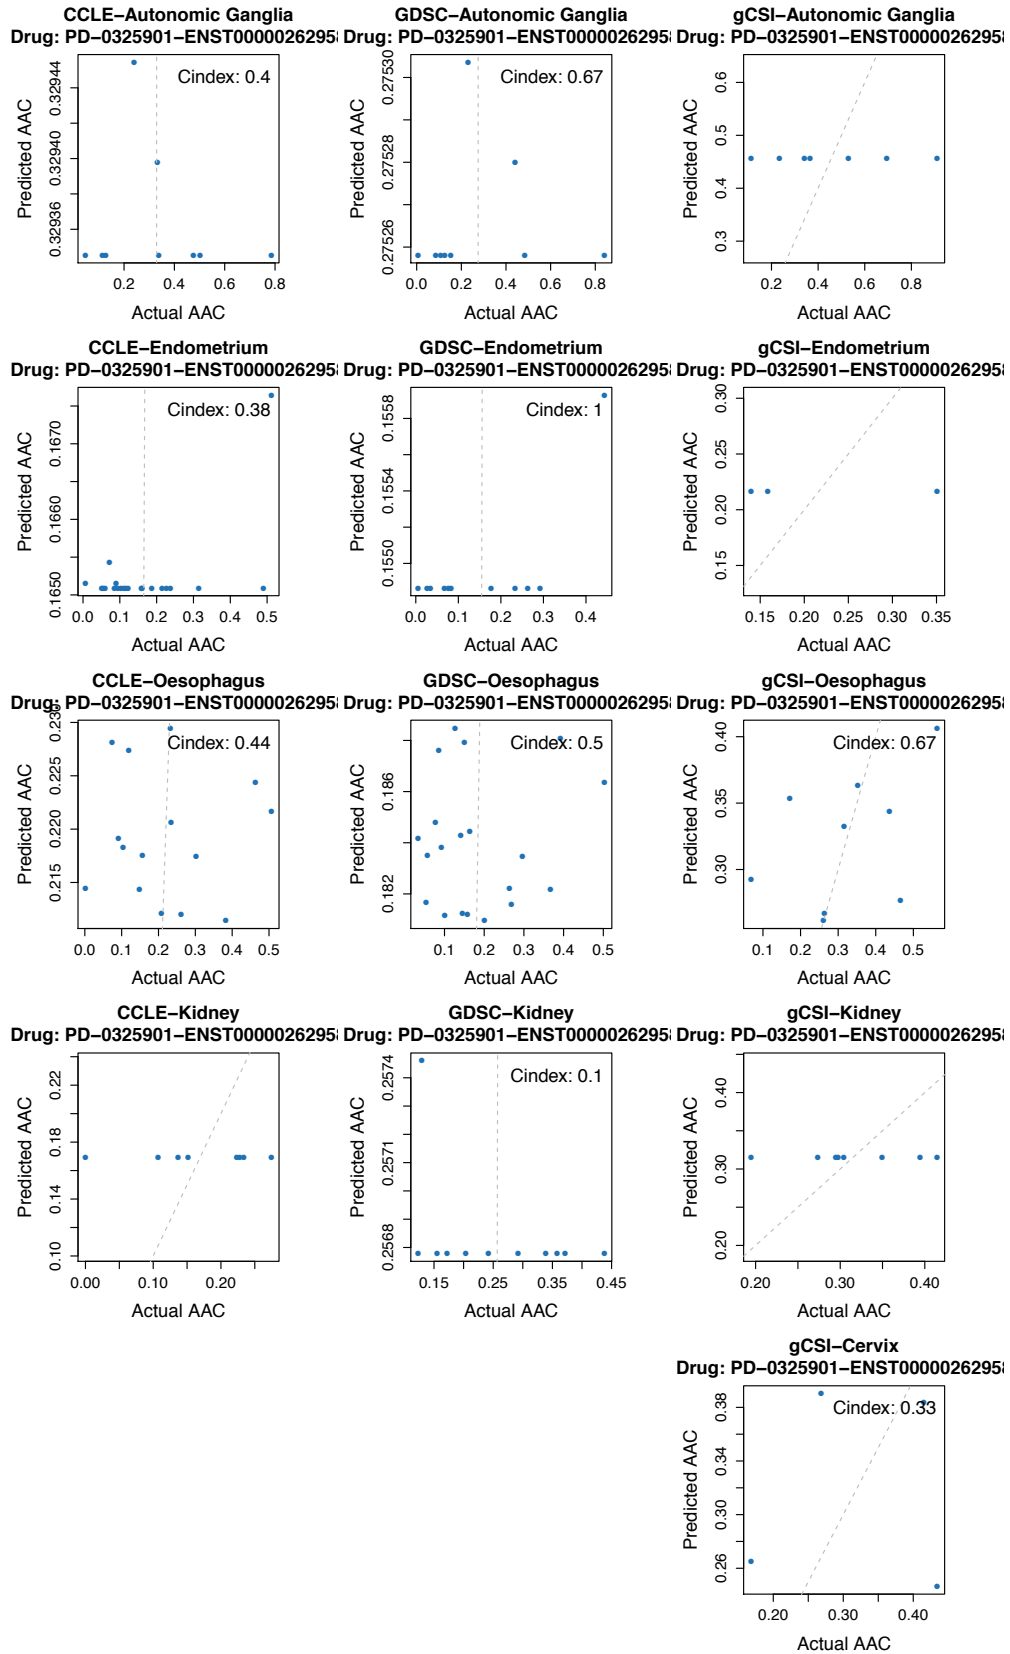 CCLE−Autonomic Ganglia
Drug: PD−0325901−ENST0000026295
Cindex: 0.4
Predicted AAC
0.32936 0.32940 0.32944
0.2 0.4 0.6 0.8
Actual AAC
GDSC−Autonomic Ganglia
Drug: PD−0325901−ENST0000026295
Cindex: 0.67
Predicted AAC
0.27526 0.27528 0.27530
0.0 0.2 0.4 0.6 0.8
Actual AAC
gCSI−Autonomic Ganglia
Drug: PD−0325901−ENST0000026295
Predicted AAC
0.3 0.4 0.5 0.6
0.2 0.4 0.6 0.8
Actual AAC
CCLE−Endometrium
Drug: PD−0325901−ENST0000026295
Cindex: 0.38
Predicted AAC
0.1650 0.1660 0.1670
0.0 0.1 0.2 0.3 0.4 0.5
Actual AAC
GDSC−Endometrium
Drug: PD−0325901−ENST0000026295
Cindex: 1
Predicted AAC
0.1550 0.1554 0.1558
0.0 0.1 0.2 0.3 0.4
Actual AAC
gCSI−Endometrium
Drug: PD−0325901−ENST0000026295
Predicted AAC
0.15 0.20 0.25 0.30
0.15 0.20 0.25 0.30 0.35
Actual AAC
CCLE−Oesophagus
Drug: PD−0325901−ENST0000026295
Cindex: 0.44
Predicted AAC
0.215 0.220 0.225 0.230
0.0 0.1 0.2 0.3 0.4 0.5
Actual AAC
GDSC−Oesophagus
Drug: PD−0325901−ENST0000026295
Cindex: 0.5
Predicted AAC
0.182 0.186
0.1 0.2 0.3 0.4 0.5
Actual AAC
gCSI−Oesophagus
Drug: PD−0325901−ENST0000026295
Cindex: 0.67
Predicted AAC
0.30 0.35 0.40
0.1 0.2 0.3 0.4 0.5
Actual AAC
CCLE−Kidney
Drug: PD−0325901−ENST0000026295
Predicted AAC
0.10 0.14 0.18 0.22
0.00 0.10 0.20
Actual AAC
GDSC−Kidney
Drug: PD−0325901−ENST0000026295
Cindex: 0.1
Predicted AAC
0.2568 0.2571 0.2574
0.15 0.25 0.35 0.45
Actual AAC
gCSI−Kidney
Drug: PD−0325901−ENST0000026295
Predicted AAC
0.20 0.30 0.40
0.20 0.30 0.40
Actual AAC
gCSI−Cervix
Drug: PD−0325901−ENST0000026295
Cindex: 0.33
Predicted AAC
0.26 0.30 0.34 0.38
0.20 0.30 0.40
Actual AAC